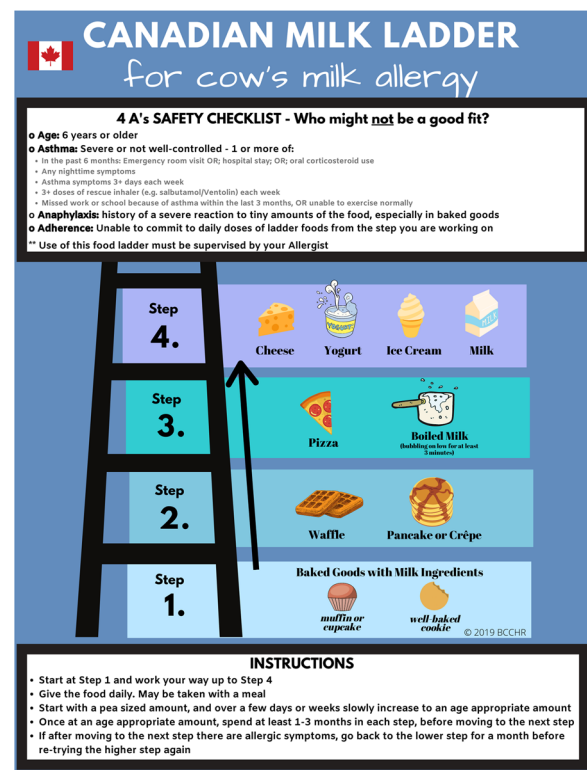 CANADIAN MILK LADDER
for cow's milk allergy
4 A's SAFETY CHECKLIST - Who might not be a good fit?
o Age: 6 years or older
o Asthma: Severe or not well-controlled - 1 or more of:
• In the past 6 months: Emergency room visit OR; hospital stay; OR; oral corticosteroid use
• Any nighttime symptoms
• Asthma symptoms 3+ days each week
• 3+ doses of rescue inhaler (e.g. salbutamol/Ventolin) each week
• Missed work or school because of asthma within the last 3 months, OR unable to exercise normally
o Anaphylaxis: history of a severe reaction to tiny amounts of the food, especially in baked goods
o Adherence: Unable to commit to daily doses of ladder foods from the step you are working on
** Use of this food ladder must be supervised by your Allergist
Step
4.
YOGURT
MILK
Cheese
Yogurt
Ice Cream
Milk
Step
3.
Pizza
Boiled Milk
(bubbling on low for at least
3 minutes)
Step
2.
Waffle
Pancake or Crêpe
Step
1.
Baked Goods with Milk Ingredients
muffin or
cupcake
well-baked
cookie
© 2019 BCCHR
INSTRUCTIONS
• Start at Step 1 and work your way up to Step 4
• Give the food daily. May be taken with a meal
• Start with a pea sized amount, and over a few days or weeks slowly increase to an age appropriate amount
• Once at an age appropriate amount, spend at least 1-3 months in each step, before moving to the next step
• If after moving to the next step there are allergic symptoms, go back to the lower step for a month before
re-trying the higher step again